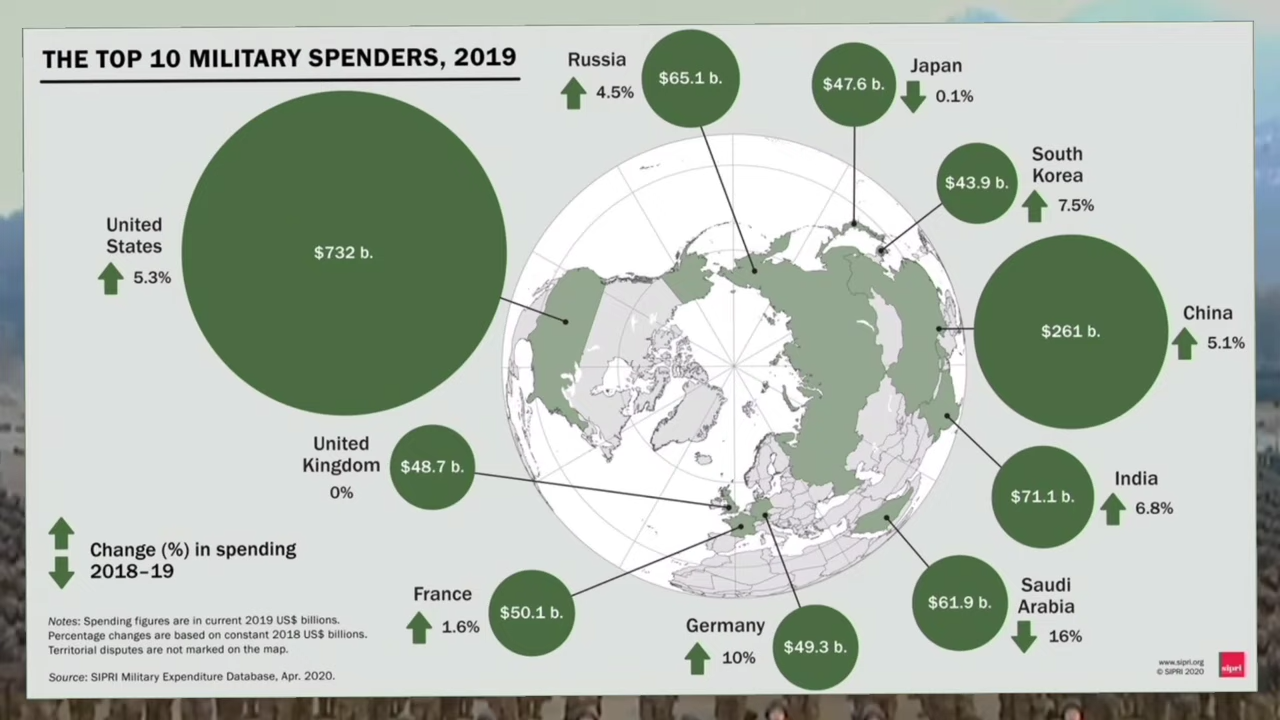 THE TOP 10 MILITARY SPENDERS, 2019
Russia
4.5%
$65.1 b.
$47.6 b.
Japan
0.1%
$43.9 b.
South
Korea
7.5%
United
States
5.3%
$732 b.
$261 b.
China
5.1%
United
Kingdom
0%
$48.7 b.
$71.1 b.
India
6.8%
Change (%) in spending
2018–19
France
1.6%
$50.1 b.
Germany
10%
$49.3 b.
$61.9 b.
Saudi
Arabia
16%
Notes: Spending figures are in current 2019 US$ billions.
Percentage changes are based on constant 2018 US$ billions.
Territorial disputes are not marked on the map.
Source: SIPRI Military Expenditure Database, Apr. 2020.
www.sipri.org
© SIPRI 2020
sipri